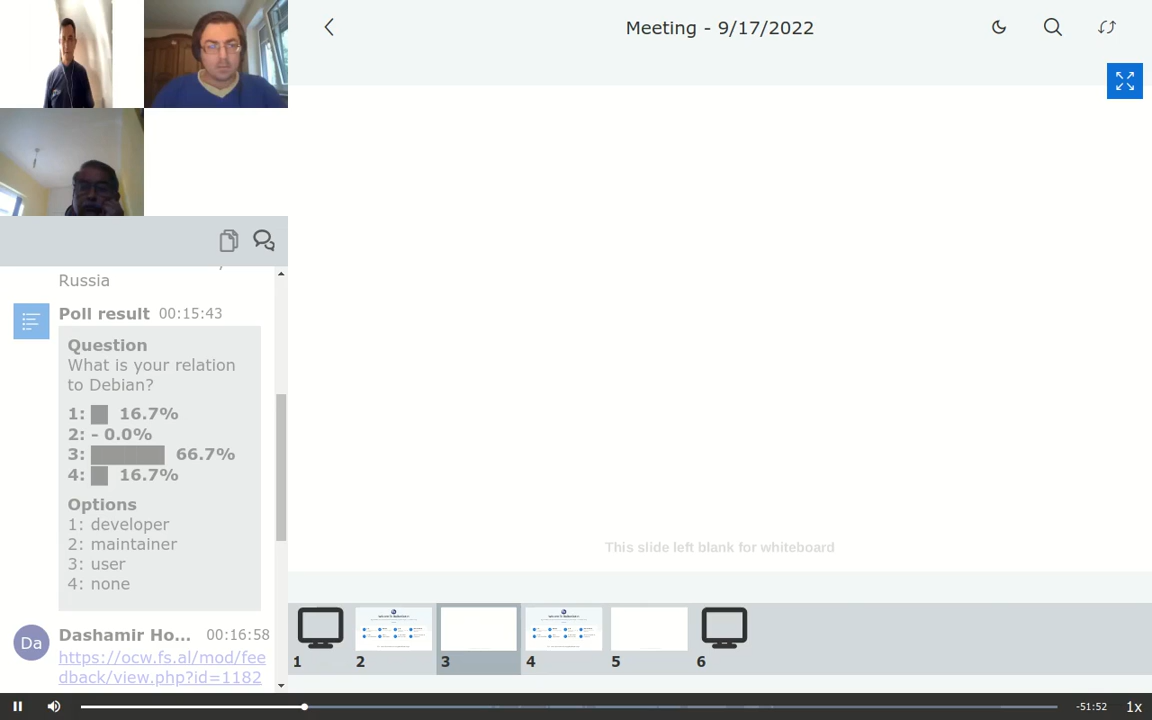 Meeting - 9/17/2022
Russia
Poll result 00:15:43
Question
What is your relation
to Debian?
1: 16.7%
2: - 0.0%
3: 66.7%
4: 16.7%
Options
1: developer
2: maintainer
3: user
4: none
Da
Dashamir Ho... 00:16:58
https://ocw.fs.al/mod/fee
dback/view.php?id=1182
This slide left blank for whiteboard
1
2
3
4
5
6
-51:52
1x